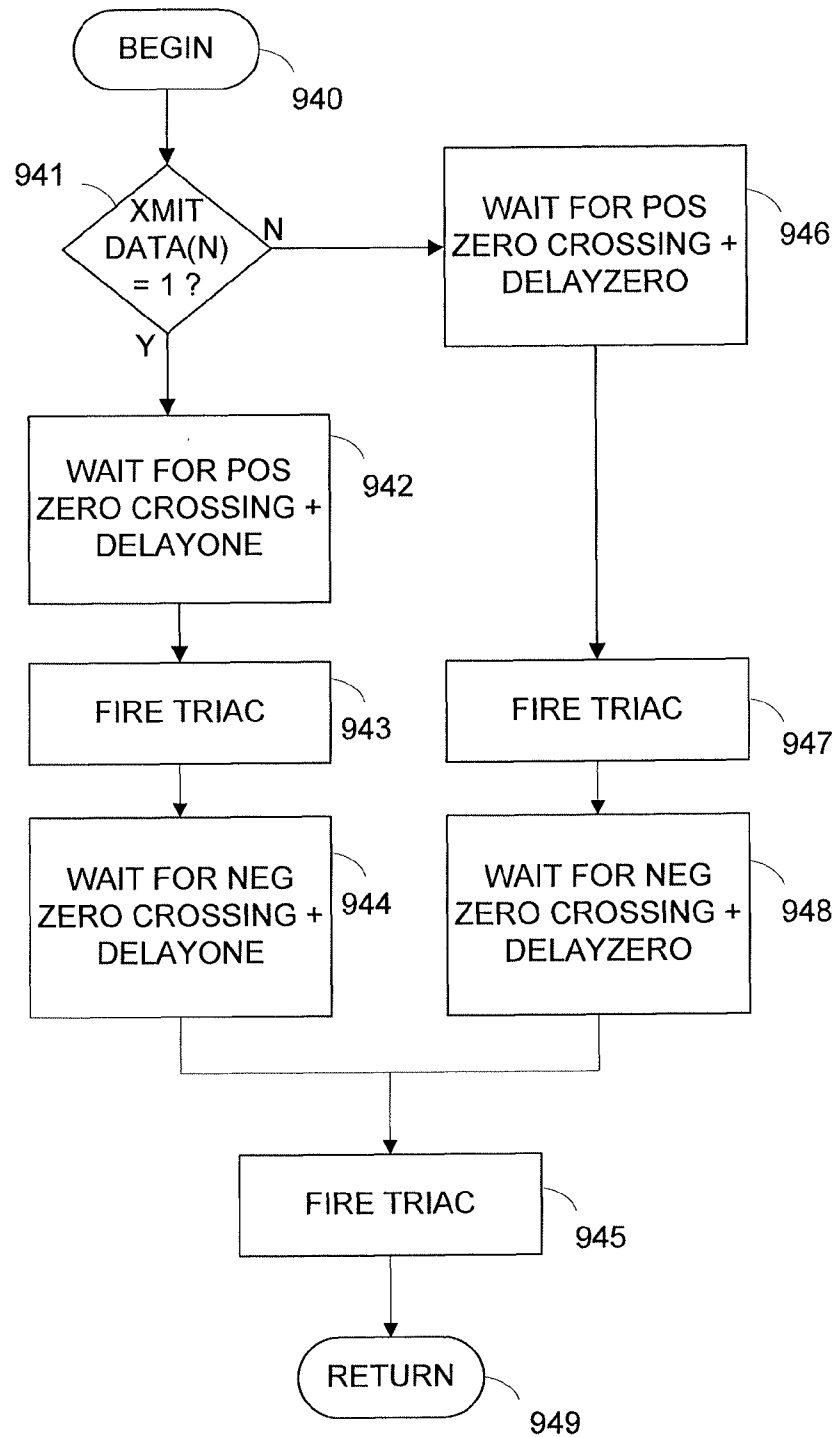 BEGIN
940
941
XMIT
DATA(N)
= 1 ?
N
Y
WAIT FOR POS
ZERO CROSSING +
DELAYZERO
946
WAIT FOR POS
ZERO CROSSING +
DELAYONE
942
FIRE TRIAC
943
FIRE TRIAC
947
WAIT FOR NEG
ZERO CROSSING +
DELAYONE
944
WAIT FOR NEG
ZERO CROSSING +
DELAYZERO
948
FIRE TRIAC
945
RETURN
949